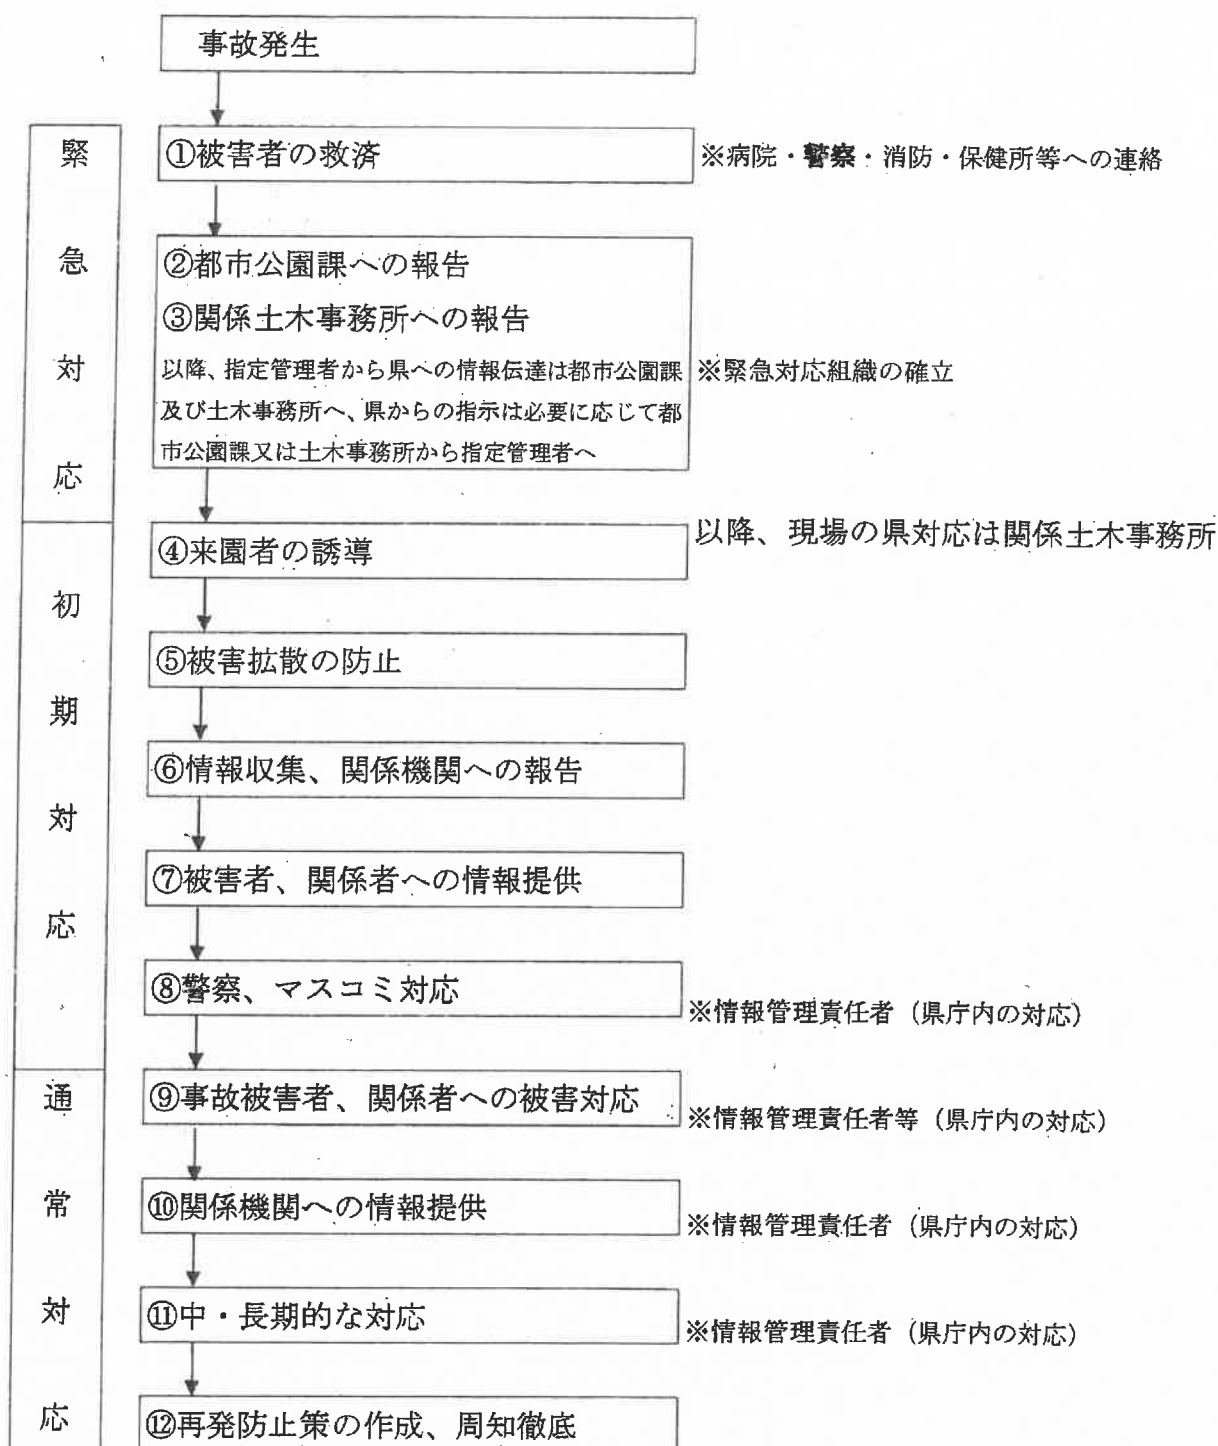 事故発生
緊急対応
①被害者の救済
※病院・警察・消防・保健所等への連絡
②都市公園課への報告
③関係土木事務所への報告
以降、指定管理者から県への情報伝達は都市公園課
及び土木事務所へ、県からの指示は必要に応じて都
市公園課又は土木事務所から指定管理者へ
※緊急対応組織の確立
初期対応
④来園者の誘導
以降、現場の県対応は関係土木事務所
⑤被害拡散の防止
⑥情報収集、関係機関への報告
⑦被害者、関係者への情報提供
⑧警察、マスコミ対応
※情報管理責任者（県庁内の対応）
通常対応
⑨事故被害者、関係者への被害対応
※情報管理責任者等（県庁内の対応）
⑩関係機関への情報提供
※情報管理責任者（県庁内の対応）
⑪中・長期的な対応
※情報管理責任者（県庁内の対応）
⑫再発防止策の作成、周知徹底